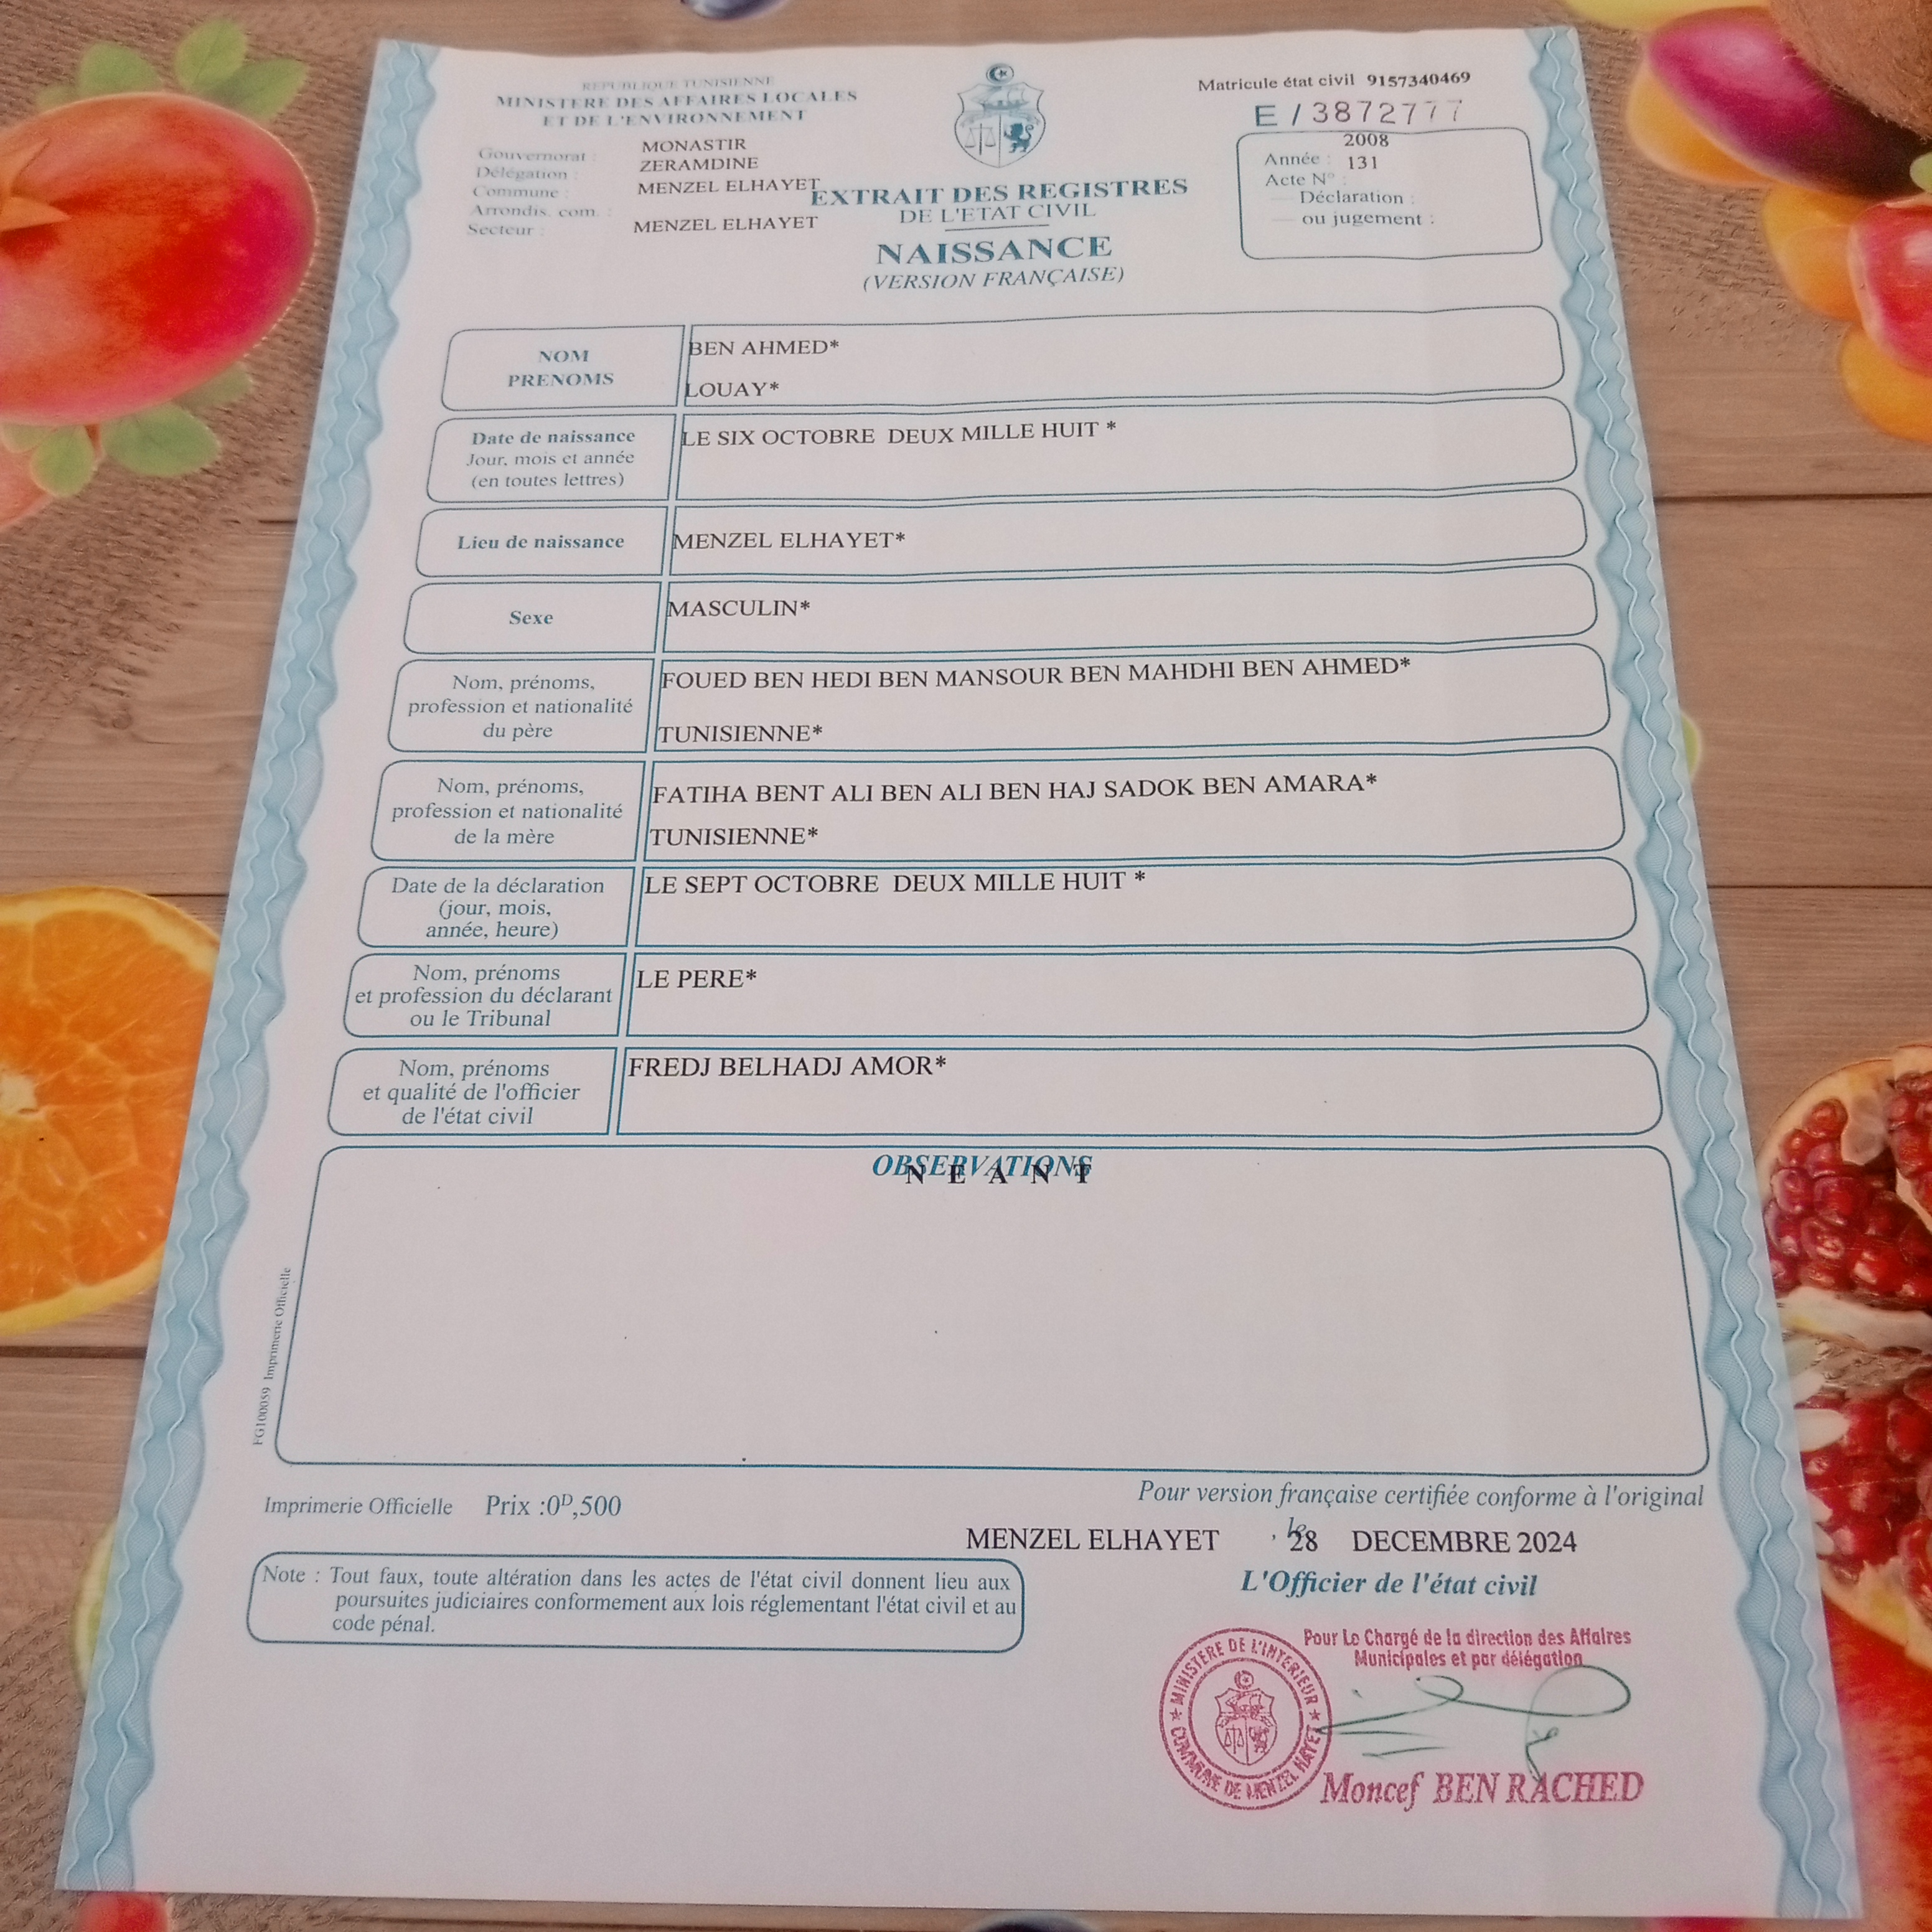 REPUBLIQUE TUNISIENNE
MINISTERE DES AFFAIRES LOCALES
ET DE L'ENVIRONNEMENT
Gouvernorat : MONASTIR
Délégation : ZERAMDINE
Commune : MENZEL ELHAYET
Arrondis. com. :
Secteur : MENZEL ELHAYET
Matricule état civil 9157340469
E / 3872777
2008
Année : 131
Acte N° :
Déclaration :
ou jugement :
EXTRAIT DES REGISTRES
DE L'ETAT CIVIL
NAISSANCE
(VERSION FRANÇAISE)
NOM BEN AHMED*
PRENOMS LOUAY*
Date de naissance LE SIX OCTOBRE DEUX MILLE HUIT *
Jour, mois et année
(en toutes lettres)
Lieu de naissance MENZEL ELHAYET*
Sexe MASCULIN*
Nom, prénoms, FOUED BEN HEDI BEN MANSOUR BEN MAHDHI BEN AHMED*
profession et nationalité
du père TUNISIENNE*
Nom, prénoms, FATIHA BENT ALI BEN ALI BEN HAJ SADOK BEN AMARA*
profession et nationalité
de la mère TUNISIENNE*
Date de la déclaration LE SEPT OCTOBRE DEUX MILLE HUIT *
(jour, mois,
année, heure)
Nom, prénoms LE PERE*
et profession du déclarant
ou le Tribunal
Nom, prénoms FREDJ BELHADJ AMOR*
et qualité de l'officier
de l'état civil
OBSERVATIONS
N E A N T
FG100059 Imprimerie Officielle
Imprimerie Officielle Prix :0D,500
Pour version française certifiée conforme à l'original
MENZEL ELHAYET , le 28 DECEMBRE 2024
L'Officier de l'état civil
Note : Tout faux, toute altération dans les actes de l'état civil donnent lieu aux
poursuites judiciaires conformement aux lois réglementant l'état civil et au
code pénal.
Pour Le Chargé de la direction des Affaires
Municipales et par délégation
MINISTERE DE L'INTERIEUR
COMMUNE DE MENZEL HAYET
Moncef BEN RACHED